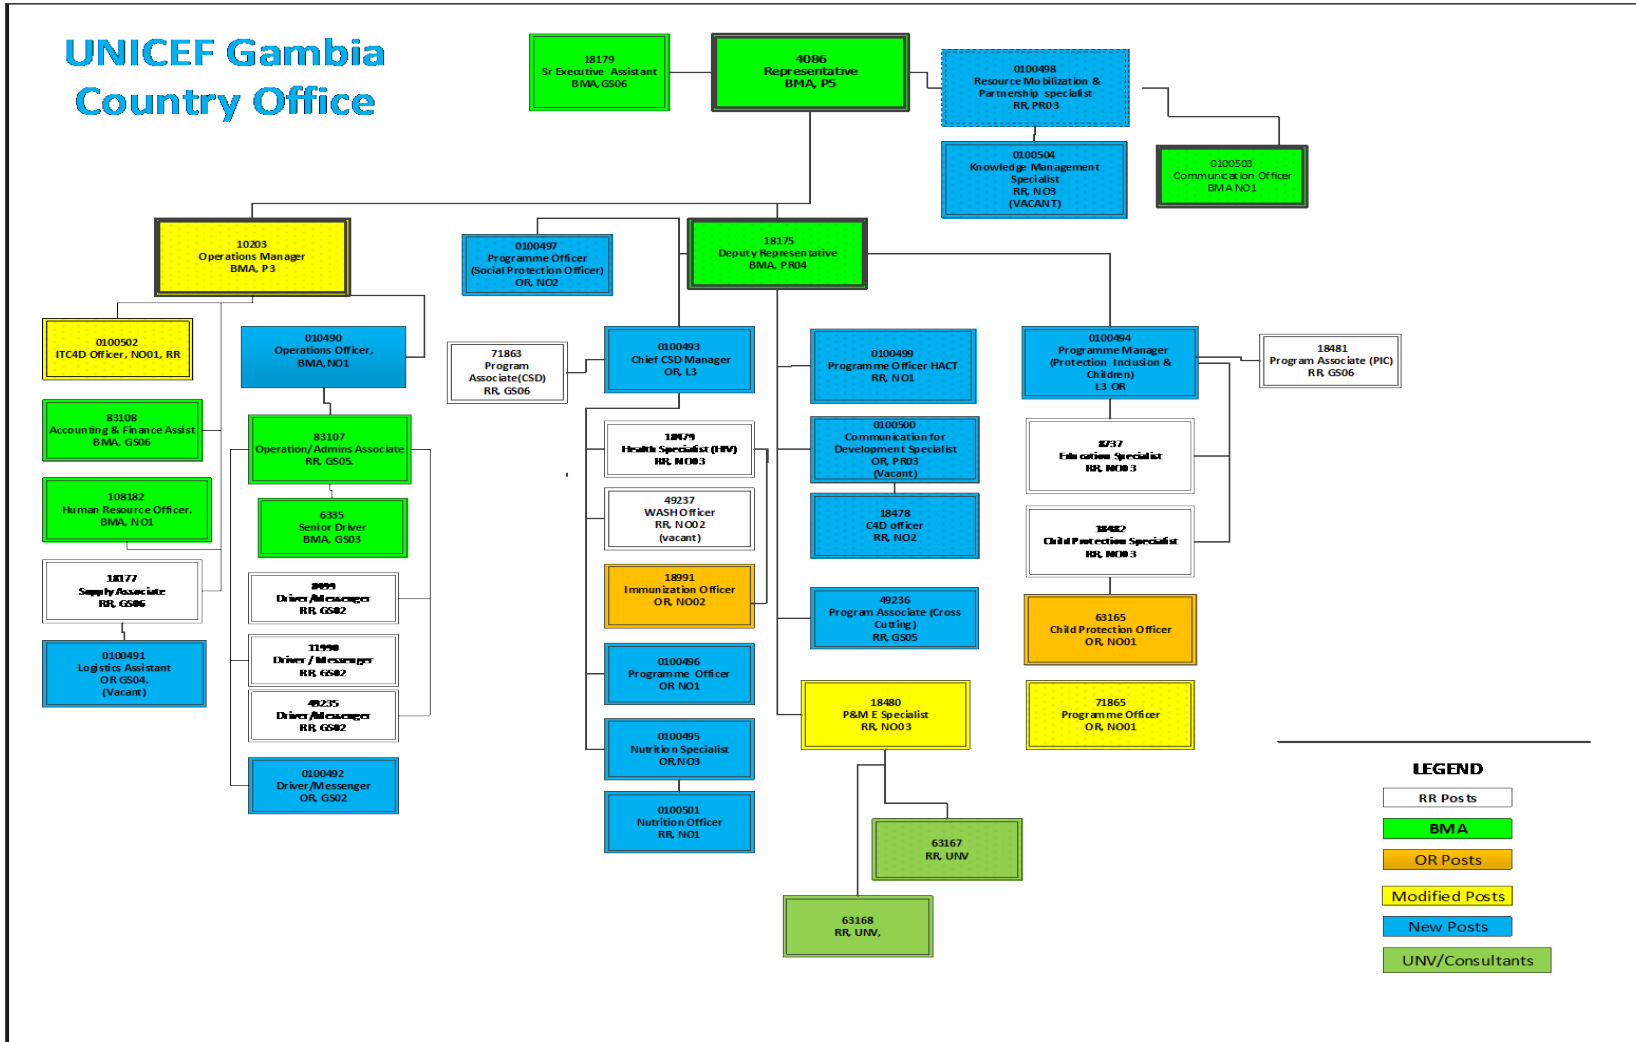 UNICEF Gambia
Country Office
18179
Sr Executive Assistant
BMA, GS06
4086
Representative
BMA, P5
0100498
Resource Mobilization &
Partnership specialist
RR, PR03
0100504
Knowledge Management
Specialist
RR, NO3
(VACANT)
0100503
Communication Officer
BMA NO1
10203
Operations Manager
BMA, P3
0100497
Programme Officer
(Social Protection Officer)
OR, NO2
18175
Deputy Representative
BMA, PR04
0100502
ITC4D Officer, NO01, RR
010490
Operations Officer,
BMA, NO1
71863
Program
Associate(CSD)
RR, GS06
0100493
Chief CSD Manager
OR, L3
0100499
Programme Officer HACT
RR, NO1
0100494
Programme Manager
(Protection Inclusion &
Children)
L3 OR
18481
Program Associate (PIC)
RR, GS06
83108
Accounting & Finance Assist
BMA, GS06
83107
Operation/Admins Associate
RR, GS05.
18479
Health Specialist (HIV)
RR, NO03
0100500
Communication for
Development Specialist
OR, PR03
(Vacant)
8737
Education Specialist
RR, NO03
108182
Human Resource Officer.
BMA, NO1
6335
Senior Driver
BMA, GS03
49237
WASH Officer
RR, NO02
(vacant)
18478
C4D officer
RR, NO2
18482
Child Protection Specialist
RR, NO03
18177
Supply Associate
RR, GS06
8499
Driver/Messenger
RR, GS02
18991
Immunization Officer
OR, NO02
49236
Program Associate (Cross
Cutting)
RR, GS05
63165
Child Protection Officer
OR, NO01
0100491
Logistics Assistant
OR GS04.
(Vacant)
11990
Driver / Messenger
RR, GS02
0100496
Programme Officer
OR NO1
49235
Driver/Messenger
RR, GS02
18480
P&M E Specialist
RR, NO03
71865
Programme Officer
OR, NO01
0100492
Driver/Messenger
OR, GS02
0100495
Nutrition Specialist
OR,NO3
0100501
Nutrition Officer
RR, NO1
63167
RR, UNV
63168
RR, UNV,
LEGEND
RR Posts
BMA
OR Posts
Modified Posts
New Posts
UNV/Consultants